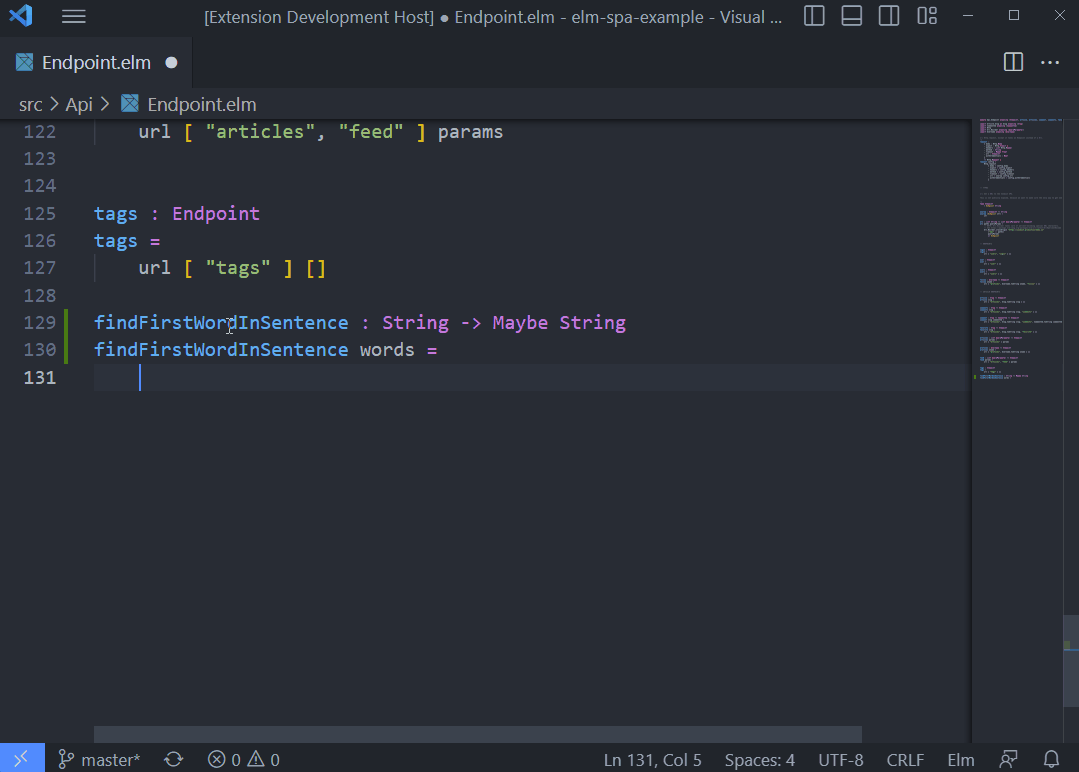 [Extension Development Host] ● Endpoint.elm - elm-spa-example - Visual ...
Endpoint.elm ●
src > Api > Endpoint.elm
122 url [ "articles", "feed" ] params
123
124
125 tags : Endpoint
126 tags =
127 url [ "tags" ] []
128
129 findFirstWordInSentence : String -> Maybe String
130 findFirstWordInSentence words =
131
master* 0 0 Ln 131, Col 5 Spaces: 4 UTF-8 CRLF Elm